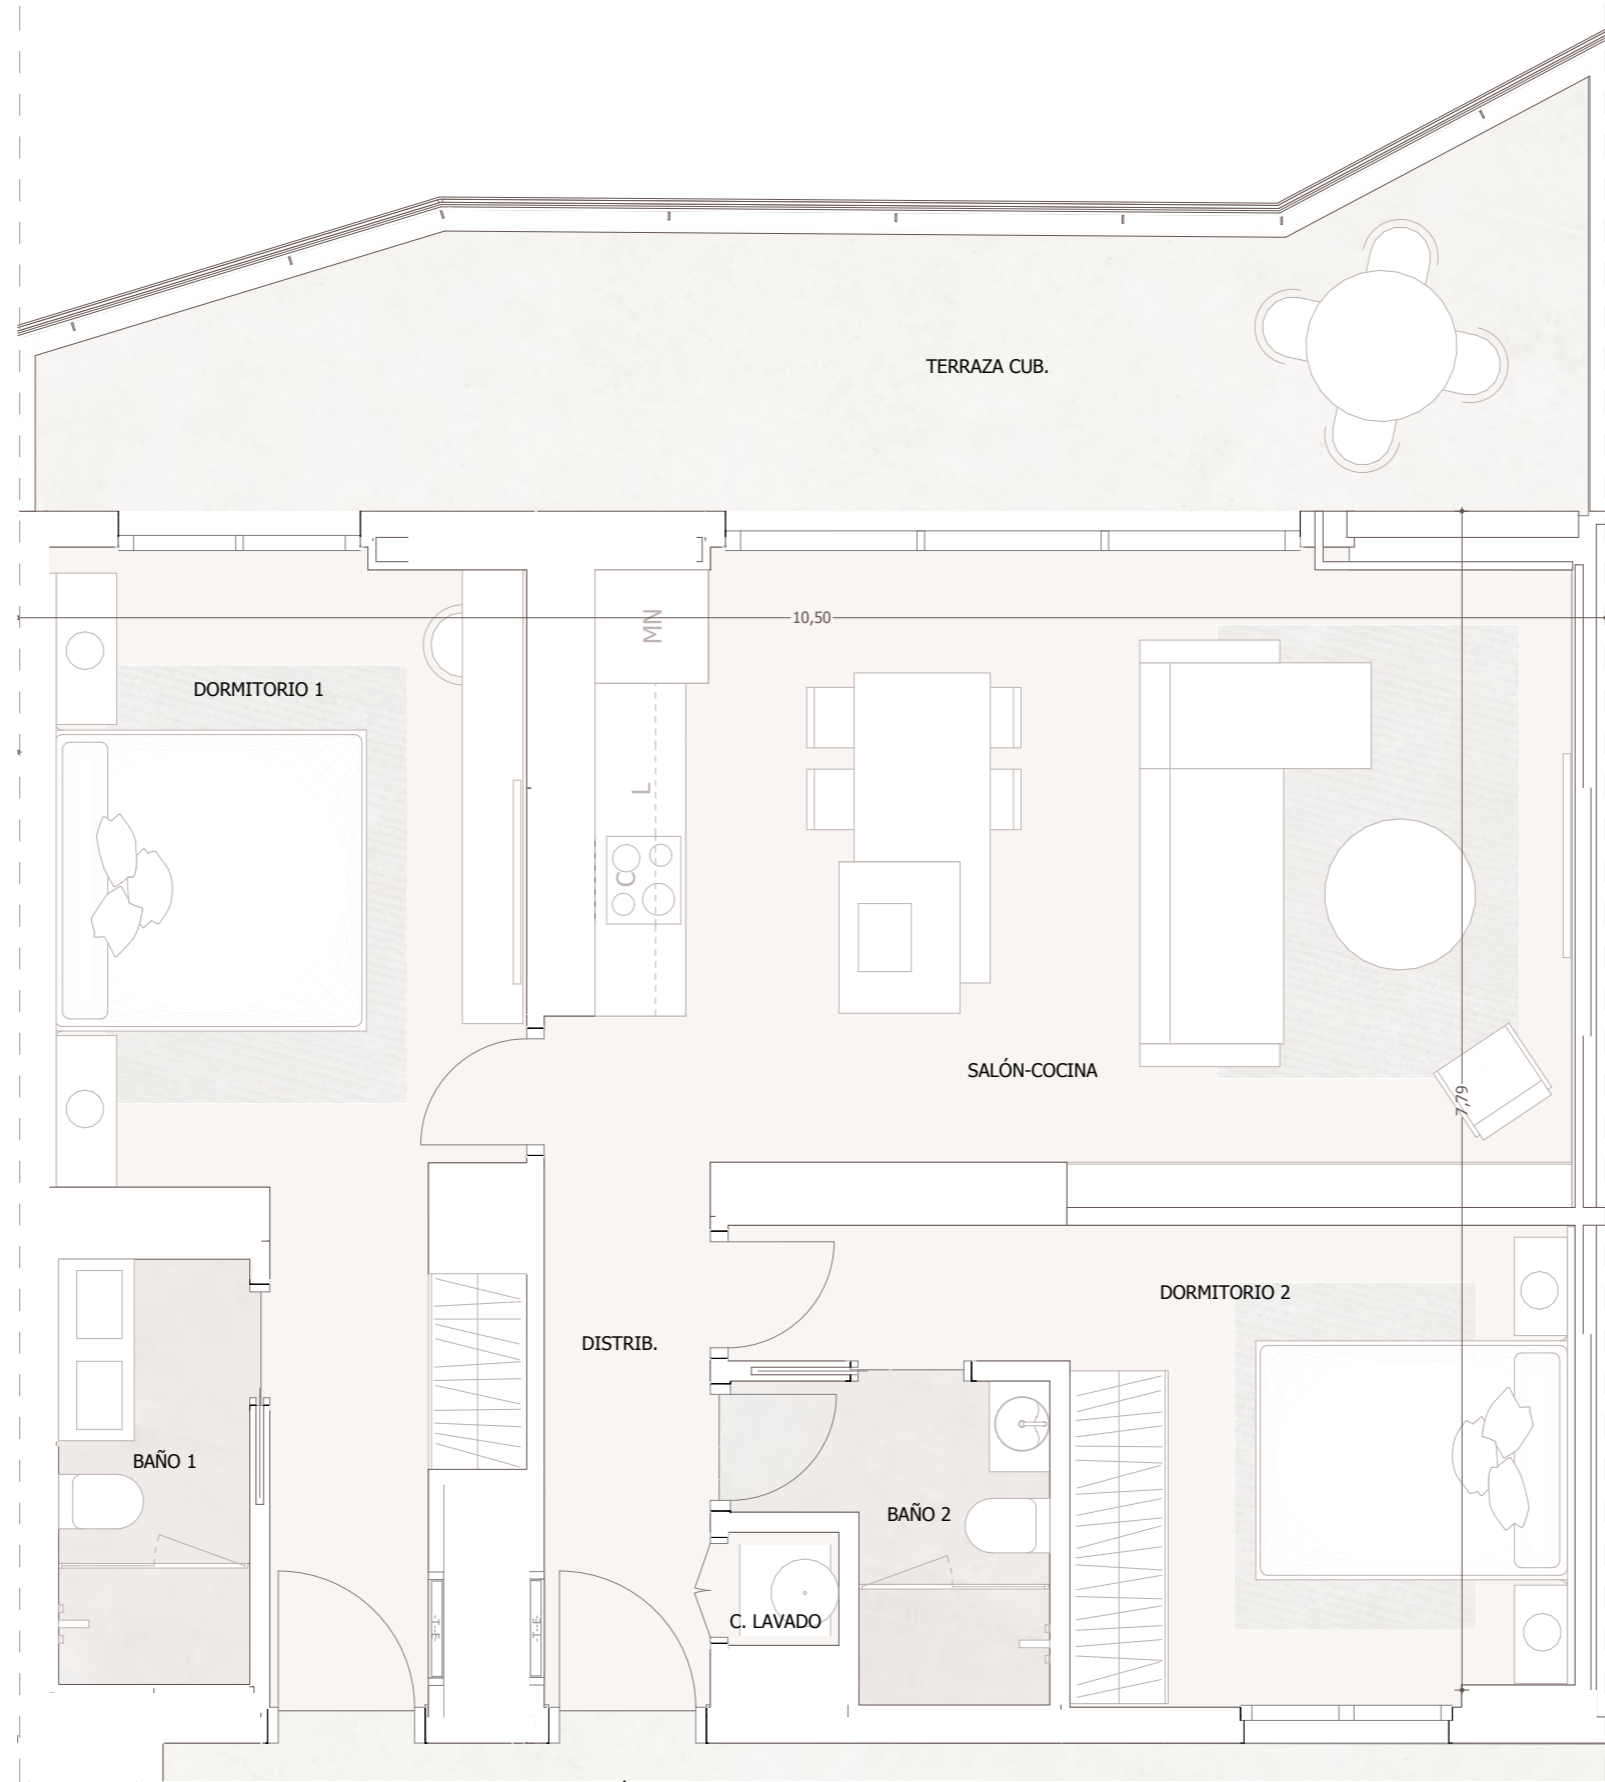 TERRAZA CUB.
10,50
MN
DORMITORIO 1
L
C
SALÓN-COCINA
7,79
DORMITORIO 2
DISTRIB.
BAÑO 1
BAÑO 2
C. LAVADO